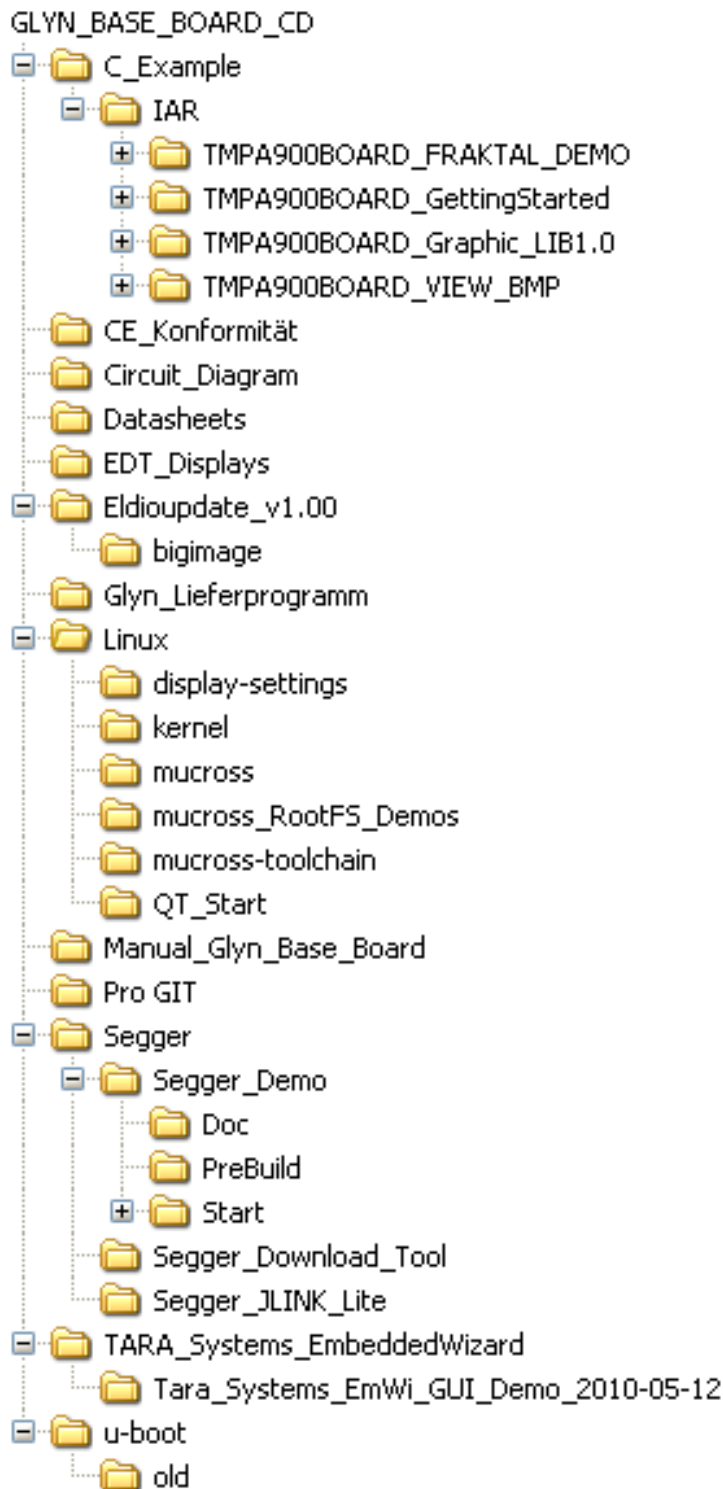 GLYN_BASE_BOARD_CD
C_Example
IAR
TMPA900BOARD_FRAKTAL_DEMO
TMPA900BOARD_GettingStarted
TMPA900BOARD_Graphic_LIB1.0
TMPA900BOARD_VIEW_BMP
CE_Konformität
Circuit_Diagram
Datasheets
EDT_Displays
Eldioupdate_v1.00
bigimage
Glyn_Lieferprogramm
Linux
display-settings
kernel
mucross
mucross_RootFS_Demos
mucross-toolchain
QT_Start
Manual_Glyn_Base_Board
Pro GIT
Segger
Segger_Demo
Doc
PreBuild
Start
Segger_Download_Tool
Segger_JLINK_Lite
TARA_Systems_EmbeddedWizard
Tara_Systems_EmWi_GUI_Demo_2010-05-12
u-boot
old